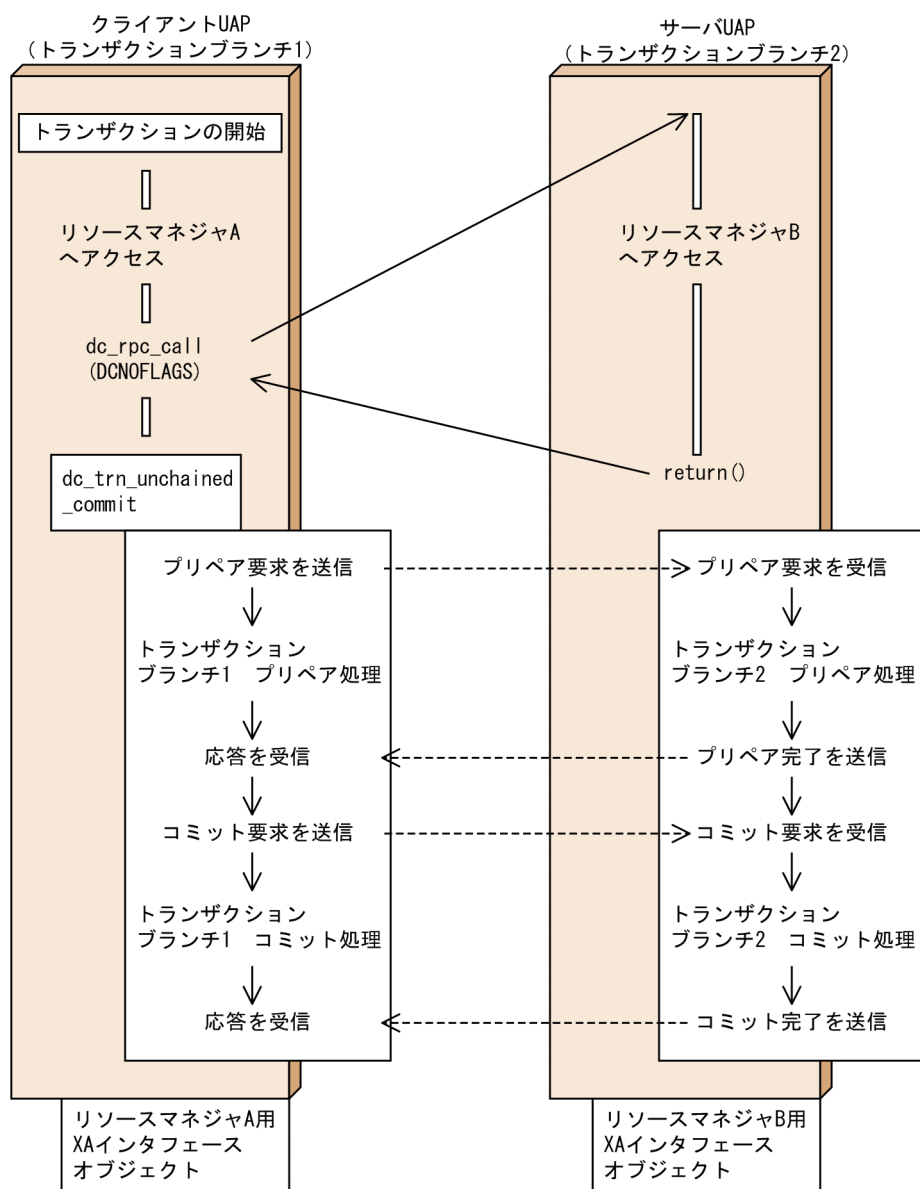 クライアントUAP
（トランザクションブランチ1）
トランザクションの開始
リソースマネジャA
へアクセス
dc_rpc_call
(DCNOFLAGS)
dc_trn_unchained
_commit
プリペア要求を送信
トランザクション
ブランチ1　プリペア処理
応答を受信
コミット要求を送信
トランザクション
ブランチ1　コミット処理
応答を受信
リソースマネジャA用
XAインタフェース
オブジェクト
サーバUAP
（トランザクションブランチ2）
リソースマネジャB
へアクセス
return()
プリペア要求を受信
トランザクション
ブランチ2　プリペア処理
プリペア完了を送信
コミット要求を受信
トランザクション
ブランチ2　コミット処理
コミット完了を送信
リソースマネジャB用
XAインタフェース
オブジェクト